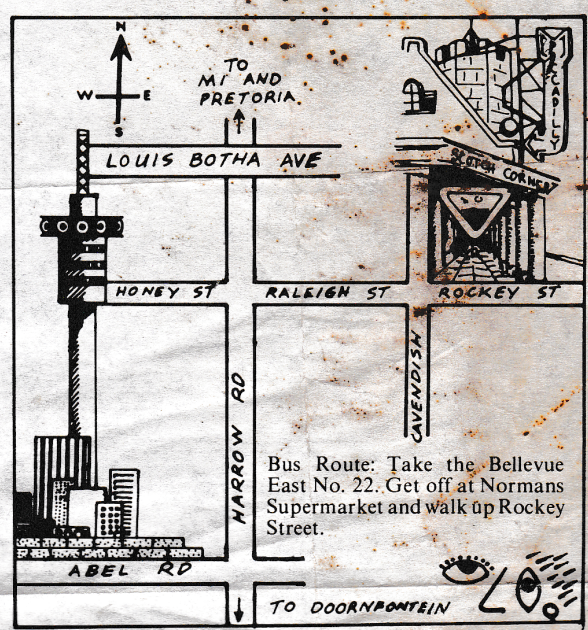 N
W E
S
TO
M1 AND
PRETORIA
PICCADILLY
LOUIS BOTHA AVE
SCOTCH CORNER
HONEY ST RALEIGH ST ROCKEY ST
CAVENDISH
HARROW RD
Bus Route: Take the Bellevue
East No. 22. Get off at Normans
Supermarket and walk up Rockey
Street.
ABEL RD
TO DOORNFONTEIN